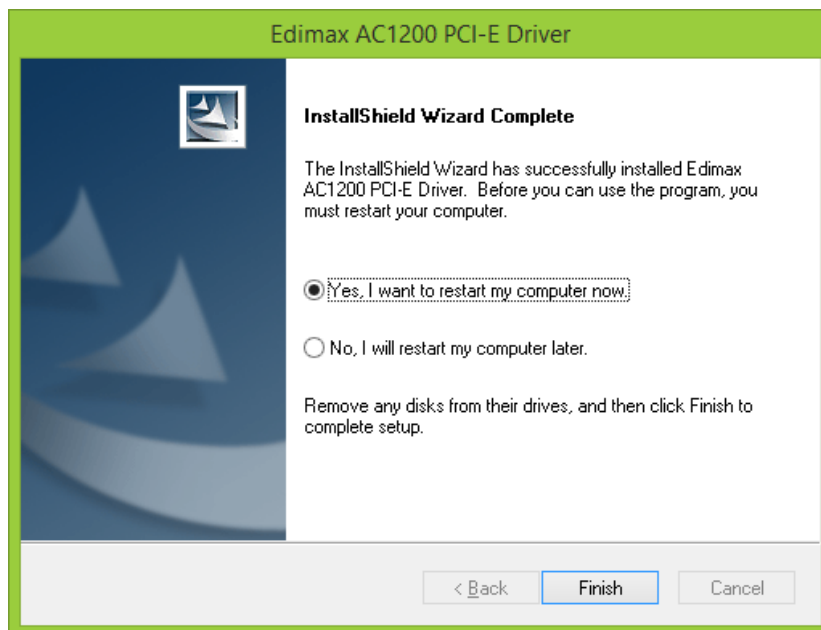 Edimax AC1200 PCI-E Driver
InstallShield Wizard Complete
The InstallShield Wizard has successfully installed Edimax
AC1200 PCI-E Driver.  Before you can use the program, you
must restart your computer.
Yes, I want to restart my computer now.
No, I will restart my computer later.
Remove any disks from their drives, and then click Finish to
complete setup.
< Back
Finish
Cancel